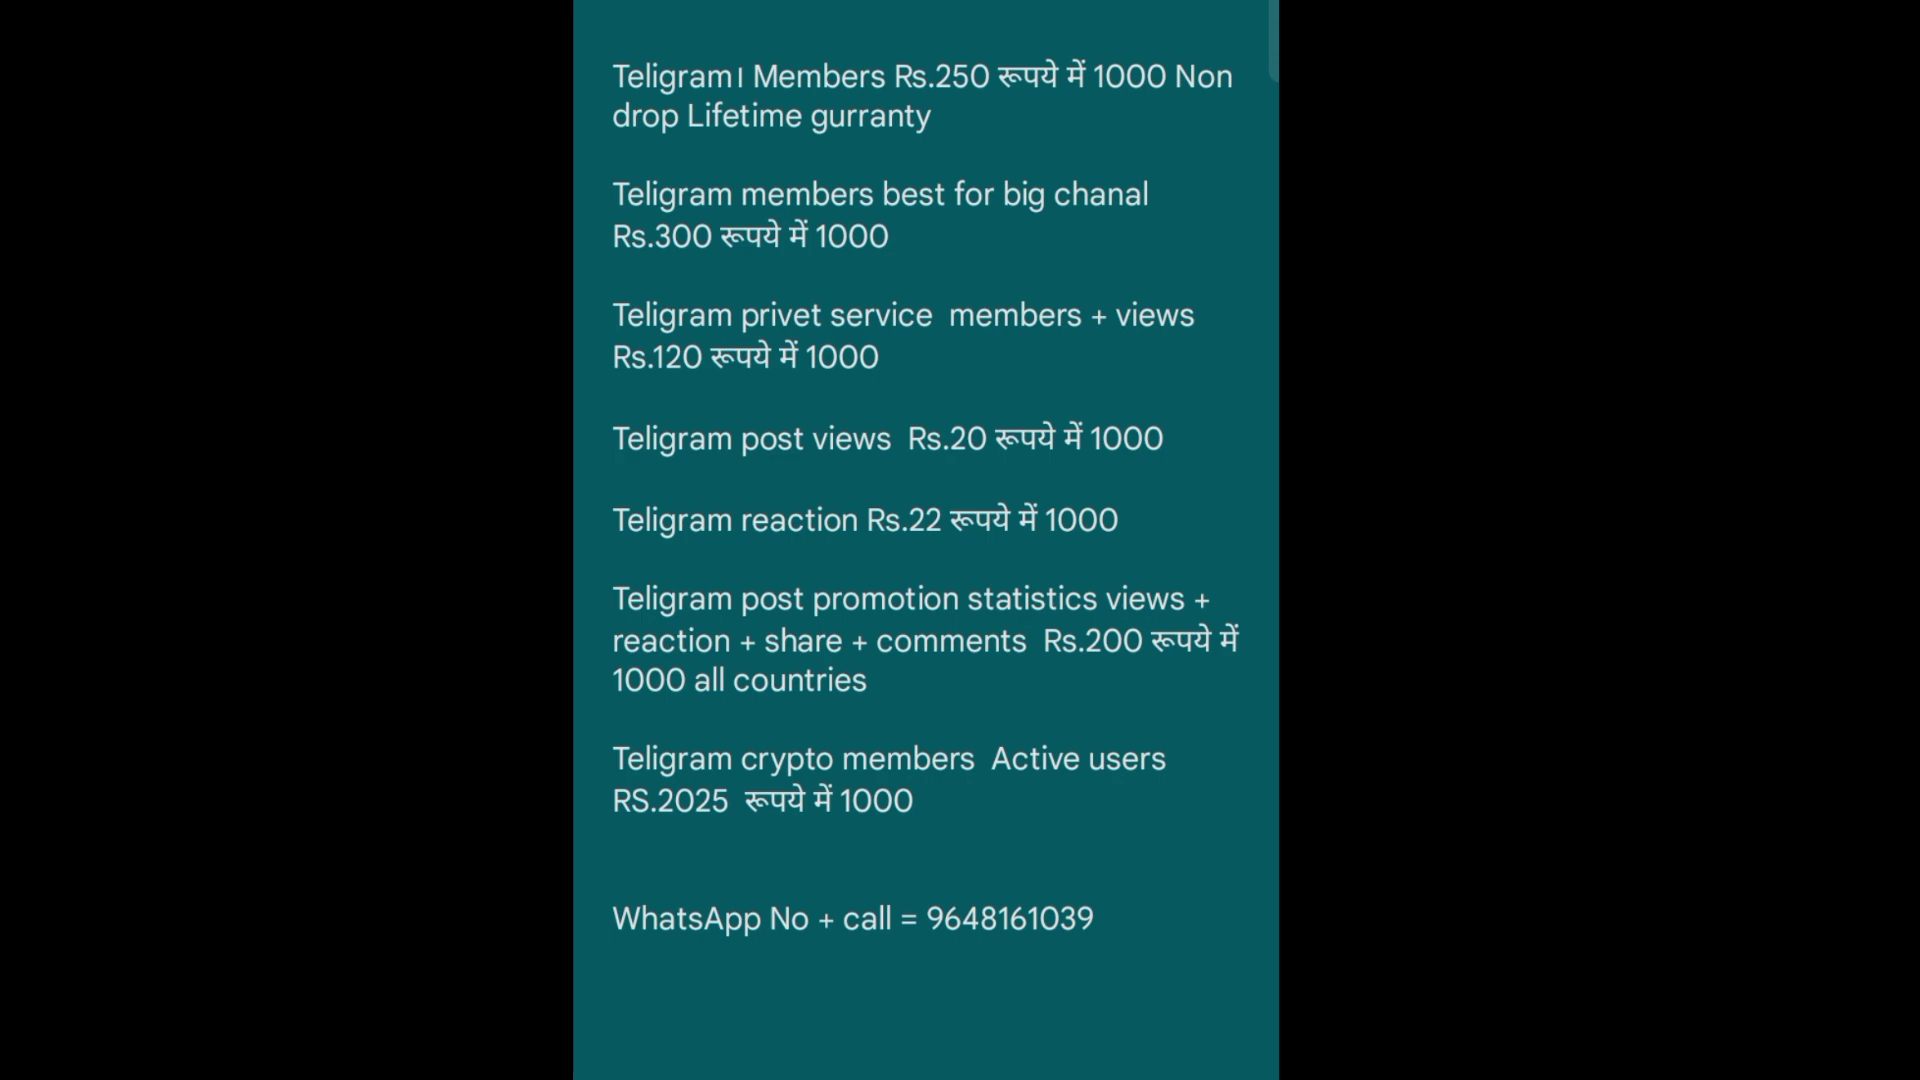 Teligram। Members Rs.250 रूपये में 1000 Non
drop Lifetime gurranty
Teligram members best for big chanal
Rs.300 रूपये में 1000
Teligram privet service  members + views
Rs.120 रूपये में 1000
Teligram post views  Rs.20 रूपये में 1000
Teligram reaction Rs.22 रूपये में 1000
Teligram post promotion statistics views +
reaction + share + comments  Rs.200 रूपये में
1000 all countries
Teligram crypto members  Active users
RS.2025  रूपये में 1000
WhatsApp No + call = 9648161039